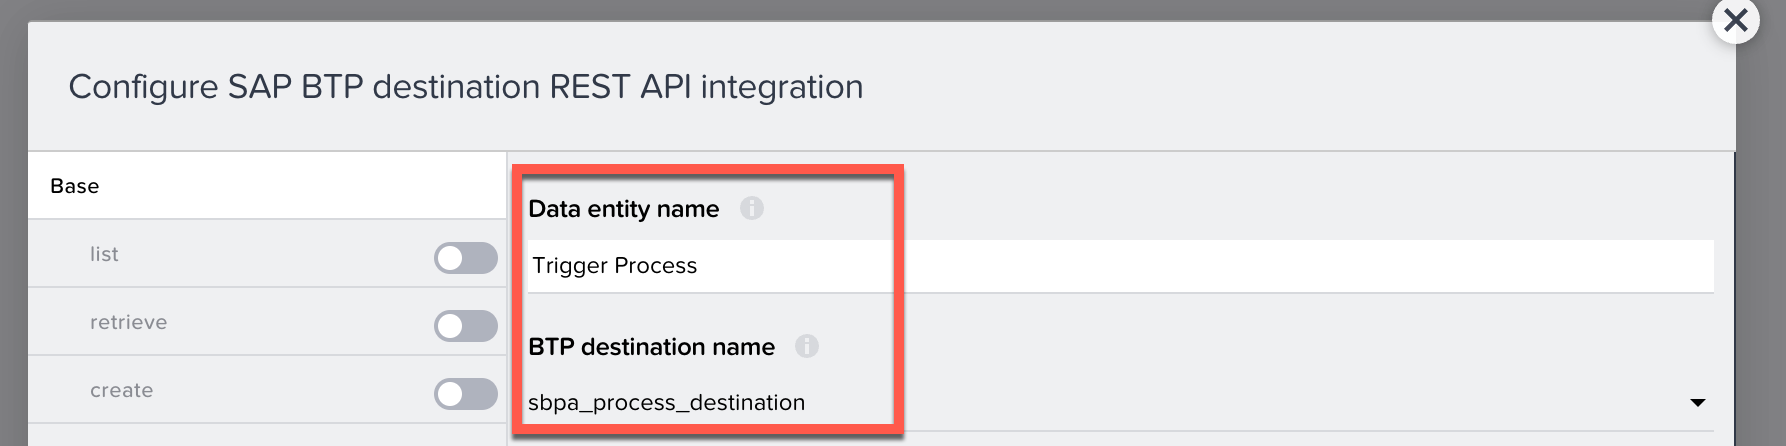 Configure SAP BTP destination REST API integration
Base
list
retrieve
create
Data entity name
Trigger Process
BTP destination name
sbpa_process_destination